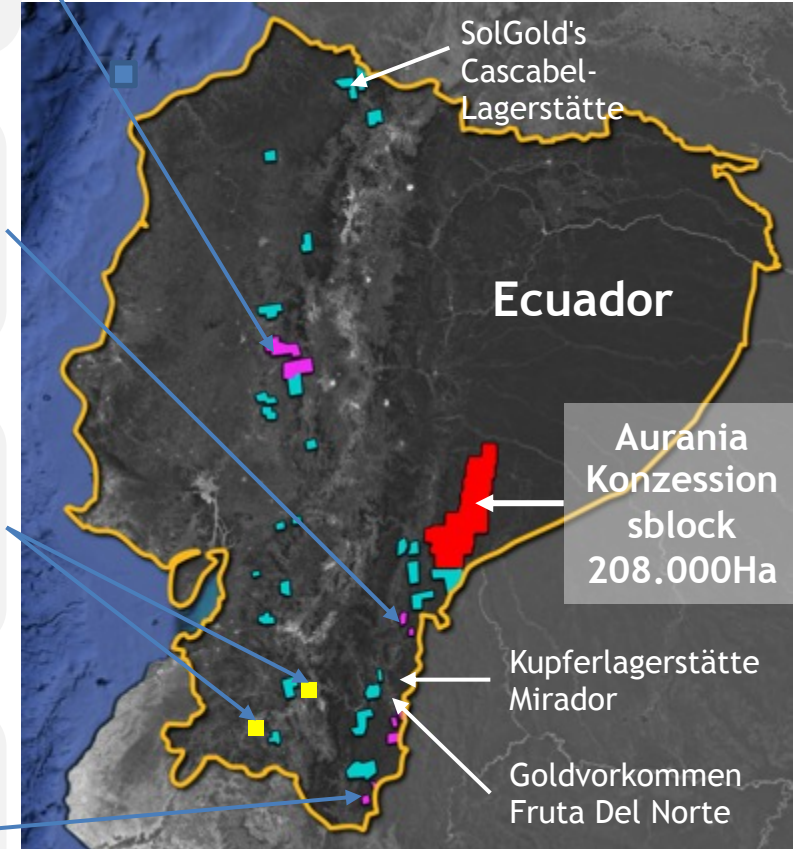 SolGold's
Cascabel-
Lagerstätte
Ecuador
Aurania
Konzession
sblock
208.000Ha
Kupferlagerstätte
Mirador
Goldvorkommen
Fruta Del Norte